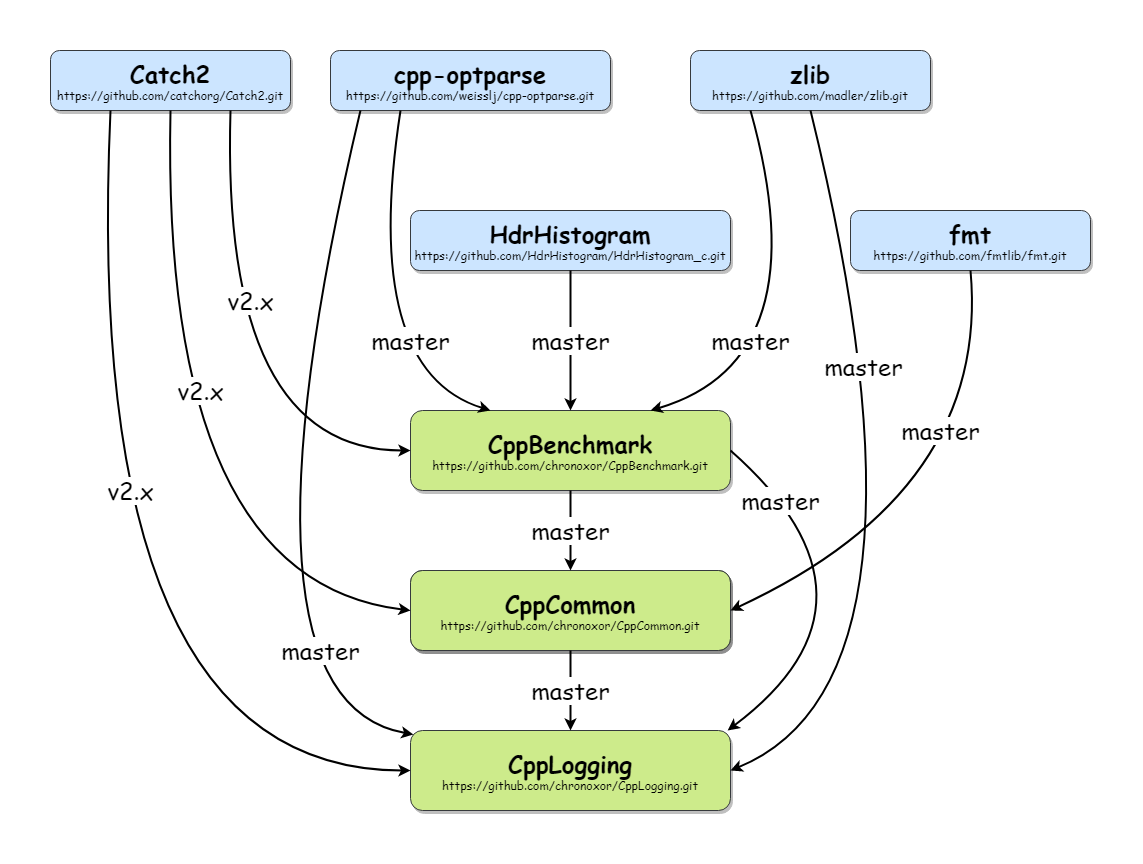 Catch2
https://github.com/catchorg/Catch2.git
cpp-optparse
https://github.com/weisslj/cpp-optparse.git
zlib
https://github.com/madler/zlib.git
HdrHistogram
https://github.com/HdrHistogram/HdrHistogram_c.git
fmt
https://github.com/fmtlib/fmt.git
v2.x
master
master
master
master
v2.x
master
CppBenchmark
https://github.com/chronoxor/CppBenchmark.git
v2.x
master
master
CppCommon
https://github.com/chronoxor/CppCommon.git
master
master
CppLogging
https://github.com/chronoxor/CppLogging.git